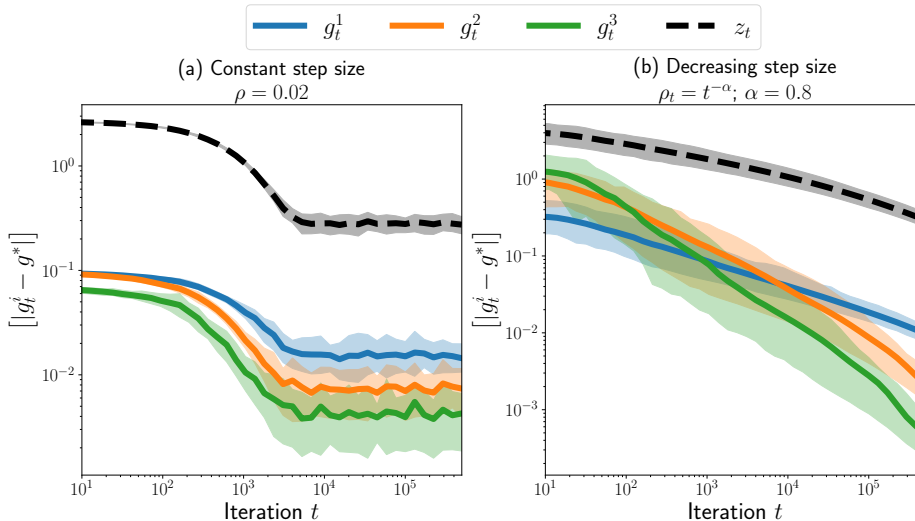 g_t^1 g_t^2 g_t^3 z_t
(a) Constant step size
ρ = 0.02
(b) Decreasing step size
ρ_t = t^{-α}; α = 0.8
[|g_t^i − g^*|]
10^0
10^{-1}
10^{-2}
10^1 10^2 10^3 10^4 10^5
Iteration t
[|g_t^i − g^*|]
10^0
10^{-1}
10^{-2}
10^{-3}
10^1 10^2 10^3 10^4 10^5
Iteration t